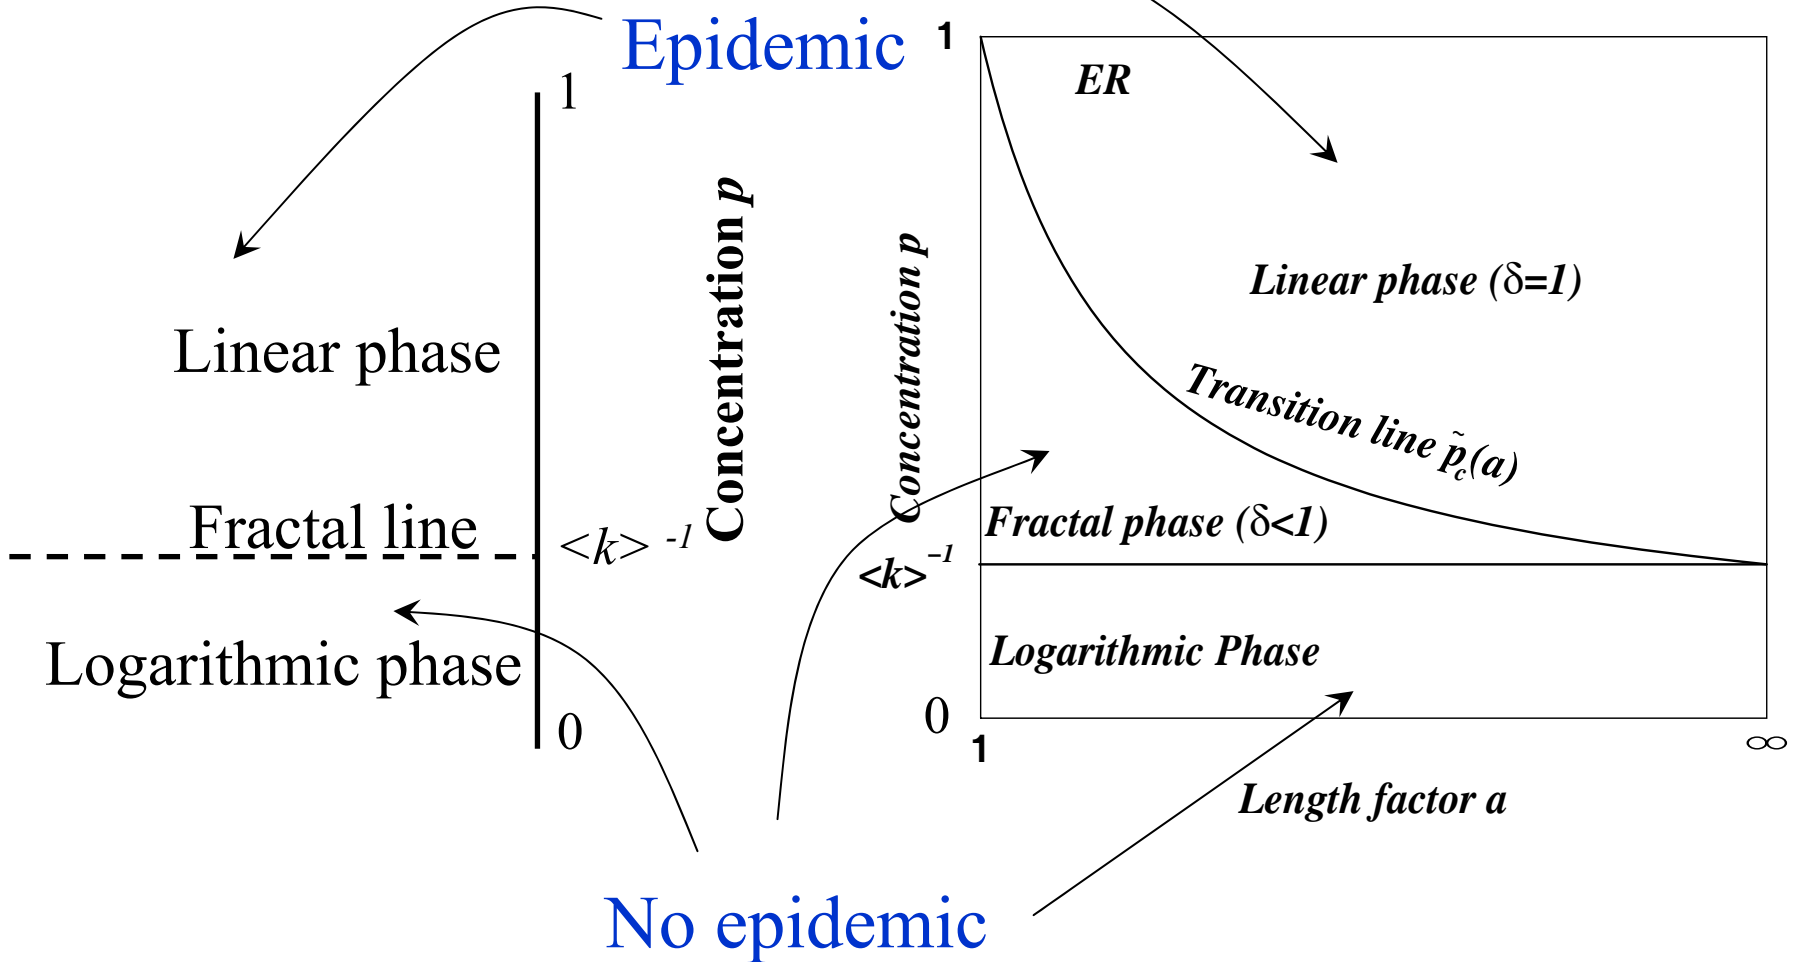 Epidemic
1
Linear phase
Fractal line
<k> -1
Logarithmic phase
0
Concentration p
Concentration p
1
ER
Linear phase (δ=1)
Transition line p̃c(a)
Fractal phase (δ<1)
<k>−1
Logarithmic Phase
0
1
∞
Length factor a
No epidemic